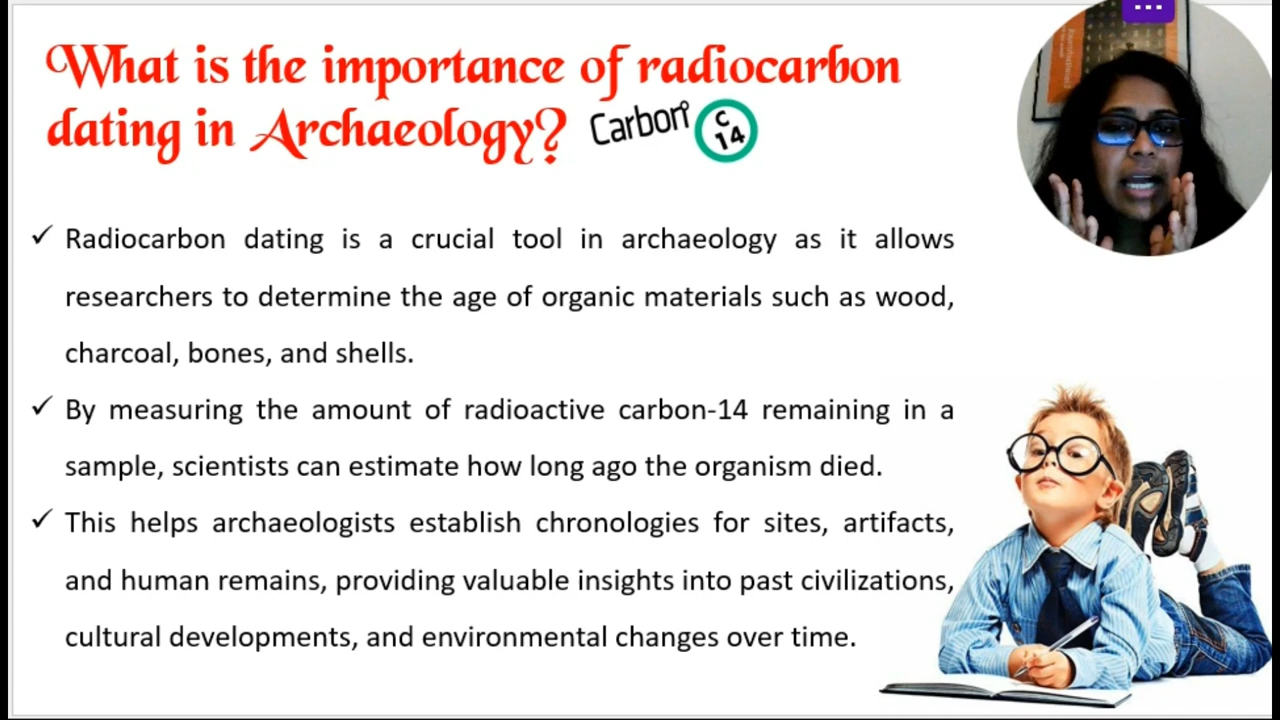 What is the importance of radiocarbon
dating in Archaeology? Carbon C 14
✓ Radiocarbon dating is a crucial tool in archaeology as it allows
researchers to determine the age of organic materials such as wood,
charcoal, bones, and shells.
✓ By measuring the amount of radioactive carbon-14 remaining in a
sample, scientists can estimate how long ago the organism died.
✓ This helps archaeologists establish chronologies for sites, artifacts,
and human remains, providing valuable insights into past civilizations,
cultural developments, and environmental changes over time.